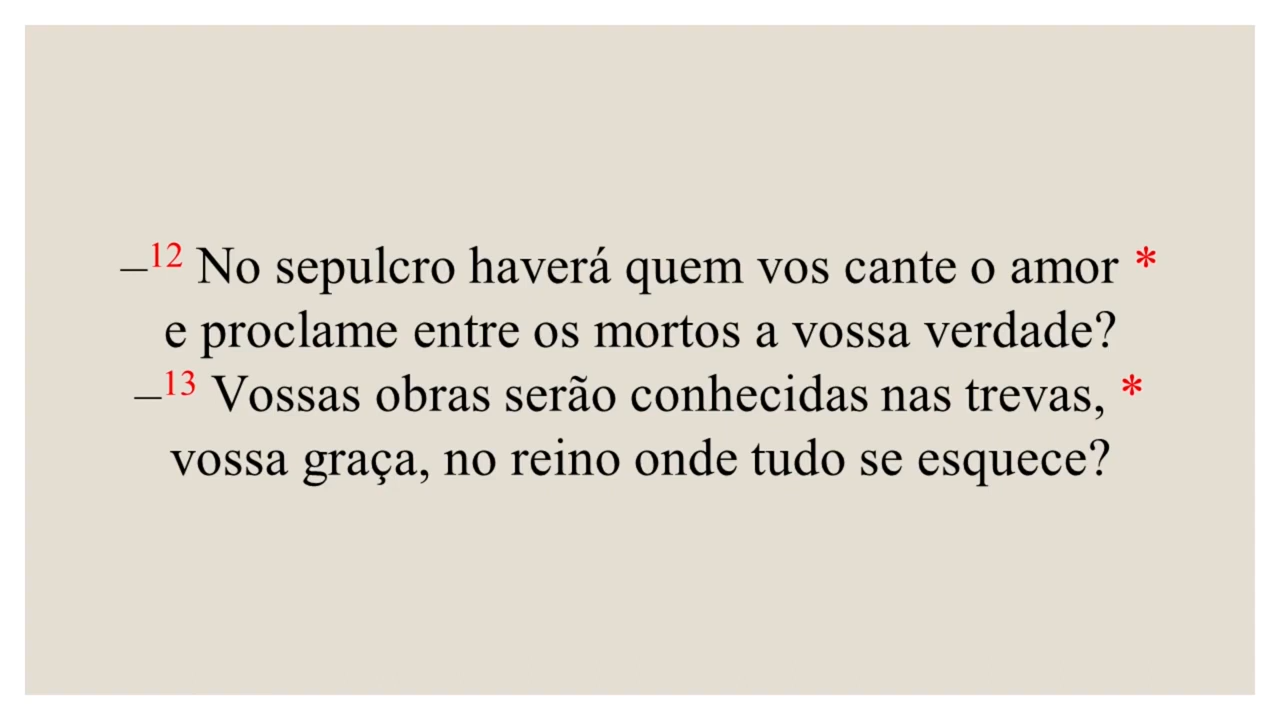 –12 No sepulcro haverá quem vos cante o amor *
e proclame entre os mortos a vossa verdade?
–13 Vossas obras serão conhecidas nas trevas, *
vossa graça, no reino onde tudo se esquece?